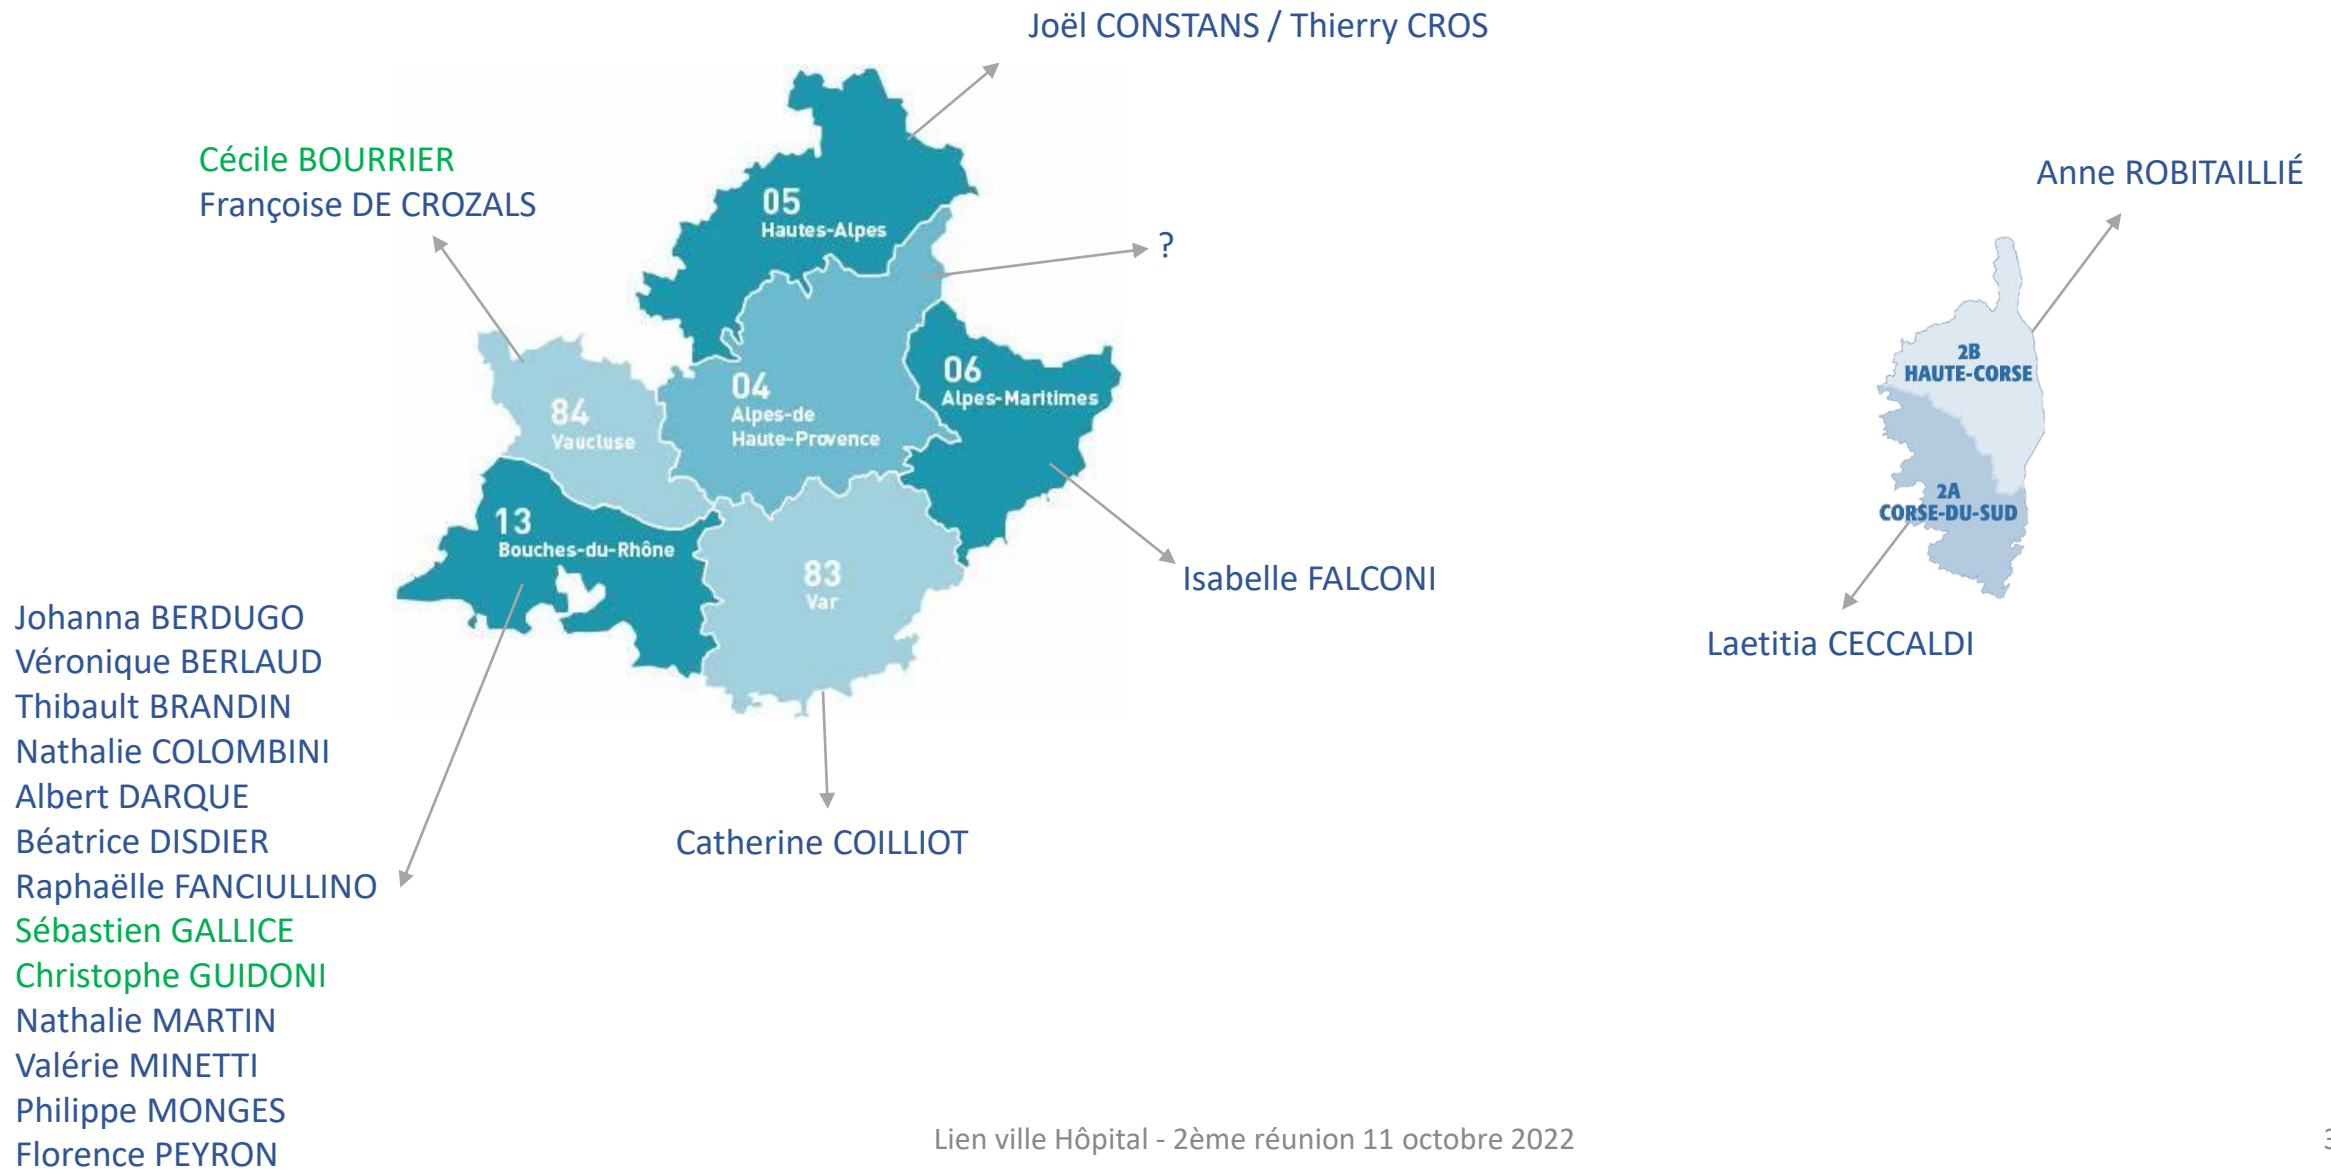 Joël CONSTANS / Thierry CROS
Cécile BOURRIER
Françoise DE CROZALS
Anne ROBITAILLIÉ
05
Hautes-Alpes
?
2B
HAUTE-CORSE
06
Alpes-Maritimes
04
Alpes-de
Haute-Provence
84
Vaucluse
2A
CORSE-DU-SUD
13
Bouches-du-Rhône
83
Var
Isabelle FALCONI
Laetitia CECCALDI
Johanna BERDUGO
Véronique BERLAUD
Thibault BRANDIN
Nathalie COLOMBINI
Albert DARQUE
Béatrice DISDIER
Raphaëlle FANCIULLINO
Sébastien GALLICE
Christophe GUIDONI
Nathalie MARTIN
Valérie MINETTI
Philippe MONGES
Florence PEYRON
Catherine COILLIOT
Lien ville Hôpital - 2ème réunion 11 octobre 2022
3